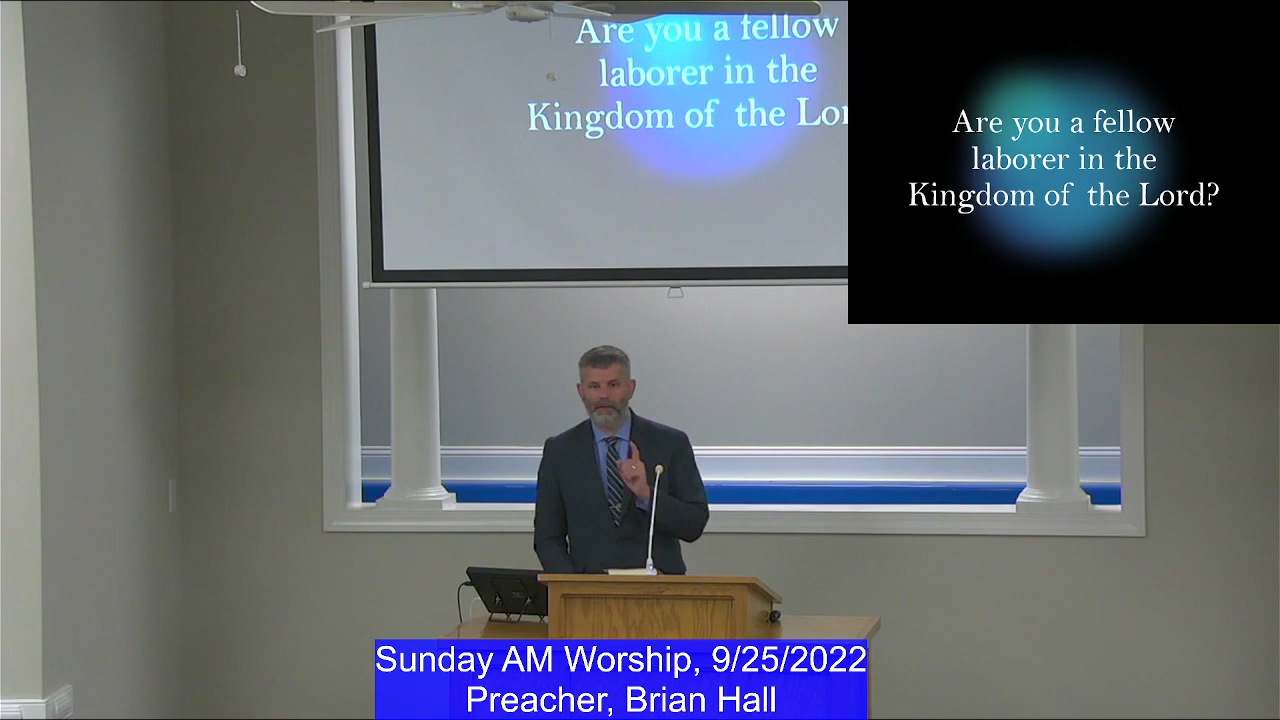 Are you a fellow
laborer in the
Kingdom of the Lor
Are you a fellow
laborer in the
Kingdom of the Lord?
Sunday AM Worship, 9/25/2022
Preacher, Brian Hall